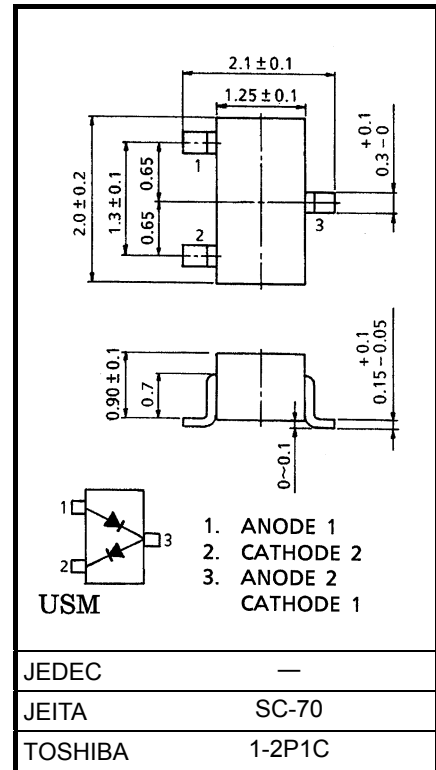 2.1±0.1
1.25±0.1
+0.1
0.3-0
2.0±0.2
1.3±0.1
0.65
0.65
1
2
3
0.90±0.1
0.7
0~0.1
+0.1
0.15-0.05
1
2
3
USM
1. ANODE 1
2. CATHODE 2
3. ANODE 2
CATHODE 1
JEDEC —
JEITA SC-70
TOSHIBA 1-2P1C